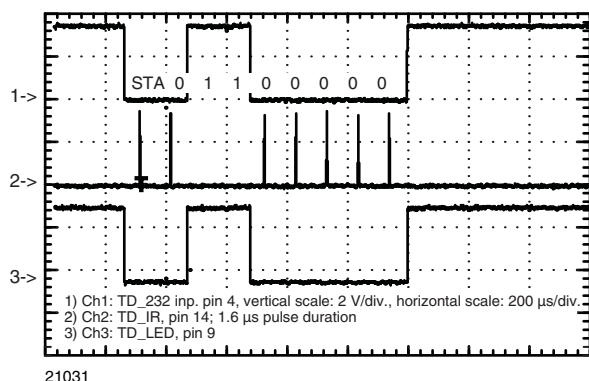 STA 0 1 1 0 0 0 0 0
1->
2->
3->
1) Ch1: TD_232 inp. pin 4, vertical scale: 2 V/div., horizontal scale: 200 µs/div.
2) Ch2: TD_IR, pin 14; 1.6 µs pulse duration
3) Ch3: TD_LED, pin 9
21031